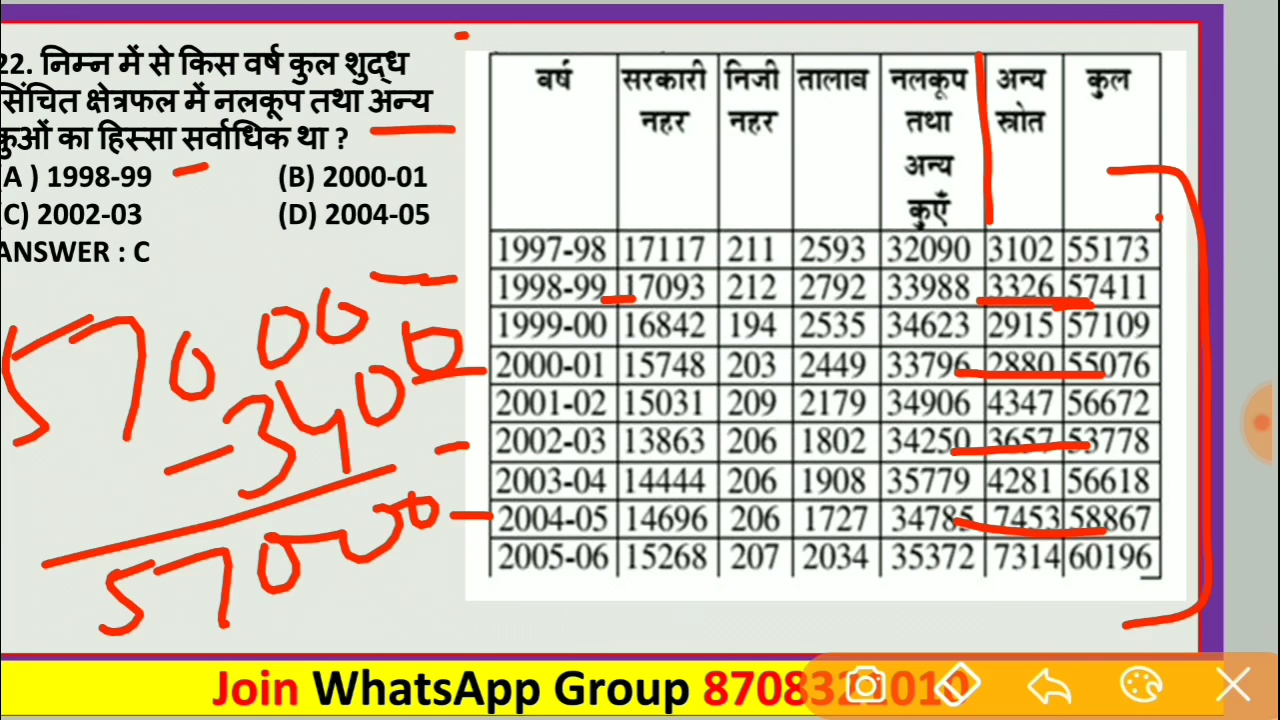 22. निम्न में से किस वर्ष कुल शुद्ध
सिंचित क्षेत्रफल में नलकूप तथा अन्य
कुओं का हिस्सा सर्वाधिक था ?
(A ) 1998-99 (B) 2000-01
(C) 2002-03 (D) 2004-05
ANSWER : C
वर्ष सरकारी नहर निजी नहर तालाव नलकूप तथा अन्य कुएँ अन्य स्रोत कुल
1997-98 17117 211 2593 32090 3102 55173
1998-99 17093 212 2792 33988 3326 57411
1999-00 16842 194 2535 34623 2915 57109
2000-01 15748 203 2449 33796 2880 55076
2001-02 15031 209 2179 34906 4347 56672
2002-03 13863 206 1802 34250 3657 53778
2003-04 14444 206 1908 35779 4281 56618
2004-05 14696 206 1727 34785 7453 58867
2005-06 15268 207 2034 35372 7314 60196
570000
-3400
57000
Join WhatsApp Group